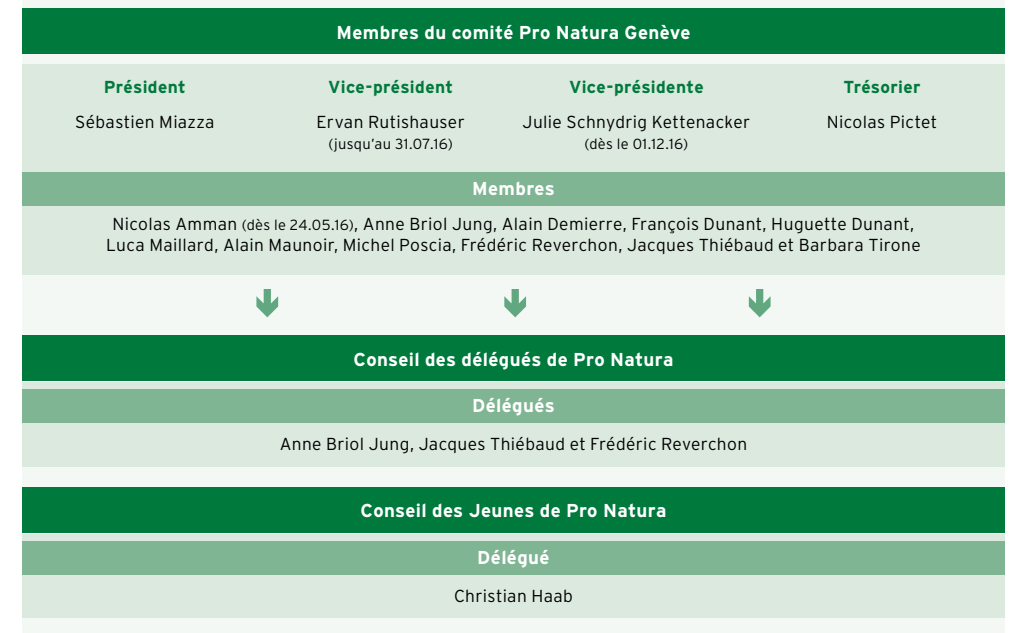 Membres du comité Pro Natura Genève
Président
Vice-président
Vice-présidente
Trésorier
Sébastien Miazza
Ervan Rutishauser
(jusqu'au 31.07.16)
Julie Schnydrig Kettenacker
(dès le 01.12.16)
Nicolas Pictet
Membres
Nicolas Amman (dès le 24.05.16), Anne Briol Jung, Alain Demierre, François Dunant, Huguette Dunant,
Luca Maillard, Alain Maunoir, Michel Poscia, Frédéric Reverchon, Jacques Thiébaud et Barbara Tirone
Conseil des délégués de Pro Natura
Délégués
Anne Briol Jung, Jacques Thiébaud et Frédéric Reverchon
Conseil des Jeunes de Pro Natura
Délégué
Christian Haab